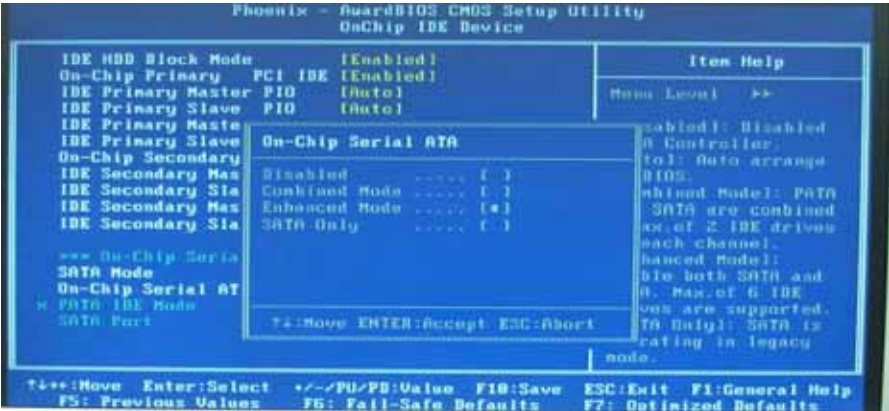 Phoenix - AwardBIOS CMOS Setup Utility
OnChip IDE Device
IDE HDD Block Mode [Enabled]
On-Chip Primary PCI IDE [Enabled]
IDE Primary Master PIO [Auto]
IDE Primary Slave PIO [Auto]
IDE Primary Maste
IDE Primary Slave
On-Chip Secondary
IDE Secondary Mas
IDE Secondary Sla
IDE Secondary Mas
IDE Secondary Sla
*** On-Chip Seria
SATA Mode
On-Chip Serial AT
x PATA IDE Mode
SATA Port
On-Chip Serial ATA
Disabled ..... [ ]
Combined Mode ..... [ ]
Enhanced Mode ..... [■]
SATA Only ..... [ ]
↑↓:Move ENTER:Accept ESC:Abort
Item Help
Menu Level ►►
sabled]: Disabled
A Controller.
to]: Auto arrange
BIOS.
mbined Mode]: PATA
SATA are combined
ax.of 2 IDE drives
each channel.
hanced Mode]:
ble both SATA and
A. Max.of 6 IDE
ves are supported.
TA Only]: SATA is
rating in legacy
mode.
↑↓→←:Move Enter:Select +/-/PU/PD:Value F10:Save ESC:Exit F1:General Help
F5: Previous Values F6: Fail-Safe Defaults F7: Optimized Defaults